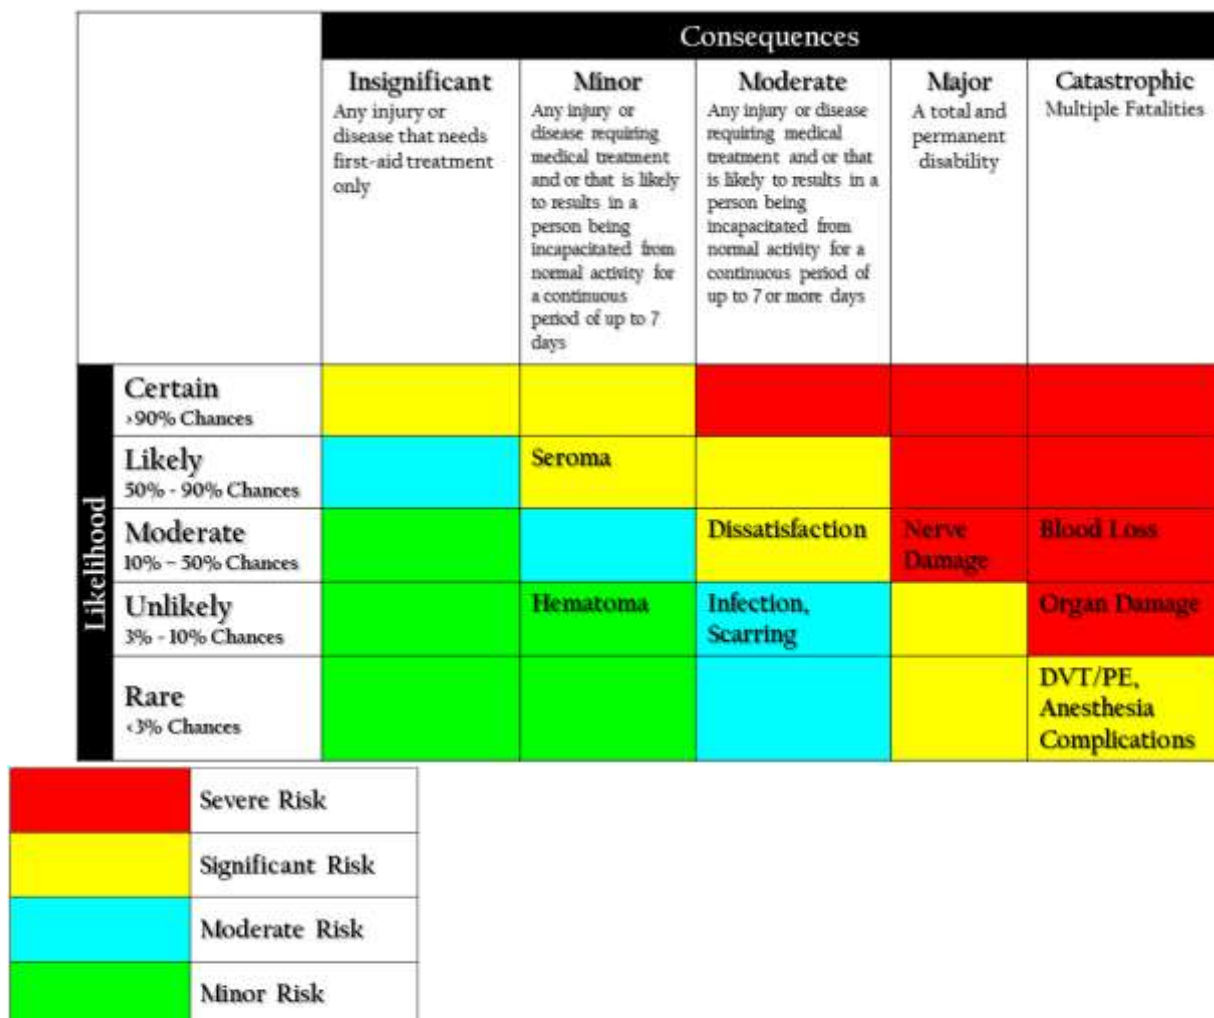 Consequences
Insignificant
Any injury or
disease that needs
first-aid treatment
only
Minor
Any injury or
disease requiring
medical treatment
and or that is likely
to results in a
person being
incapacitated from
normal activity for
a continuous
period of up to 7
days
Moderate
Any injury or disease
requiring medical
treatment and or that
is likely to results in a
person being
incapacitated from
normal activity for a
continuous period of
up to 7 or more days
Major
A total and
permanent
disability
Catastrophic
Multiple Fatalities
Likelihood
Certain
>90% Chances
Likely
50% - 90% Chances
Seroma
Moderate
10% – 50% Chances
Dissatisfaction
Nerve
Damage
Blood Loss
Unlikely
3% - 10% Chances
Hematoma
Infection,
Scarring
Organ Damage
Rare
<3% Chances
DVT/PE,
Anesthesia
Complications
Severe Risk
Significant Risk
Moderate Risk
Minor Risk